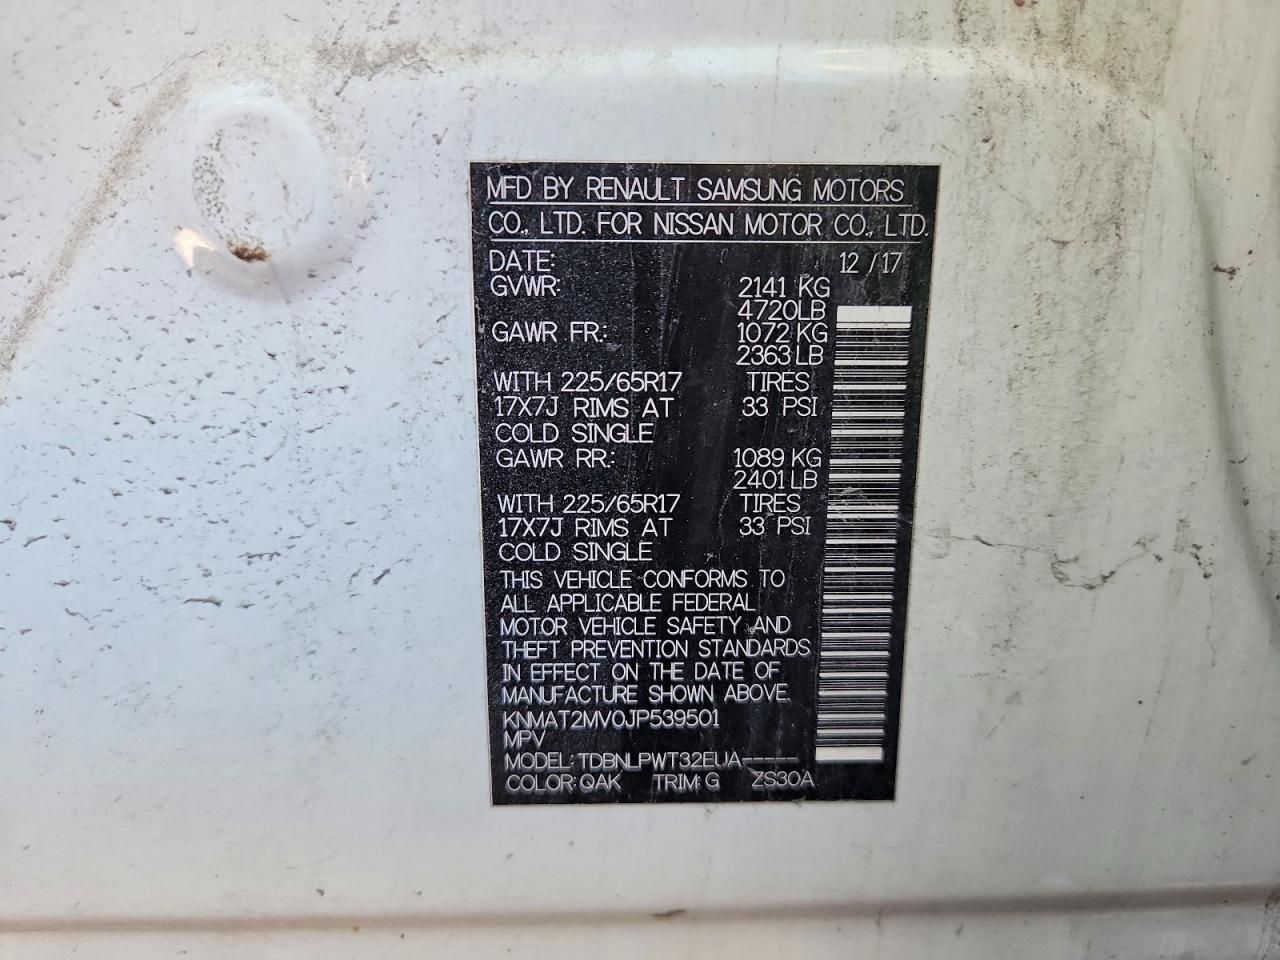 MFD BY RENAULT SAMSUNG MOTORS
CO., LTD. FOR NISSAN MOTOR CO., LTD.
DATE: 12 / 17
GVWR: 2141 KG
4720LB
GAWR FR.: 1072 KG
2363 LB
WITH 225/65R17 TIRES
17X7J RIMS AT 33 PSI
COLD SINGLE
GAWR RR.: 1089 KG
2401 LB
WITH 225/65R17 TIRES
17X7J RIMS AT 33 PSI
COLD SINGLE
THIS VEHICLE CONFORMS TO
ALL APPLICABLE FEDERAL
MOTOR VEHICLE SAFETY AND
THEFT PREVENTION STANDARDS
IN EFFECT ON THE DATE OF
MANUFACTURE SHOWN ABOVE.
KNMAT2MV0JP539501
MPV
MODEL: TDBNLPWT32EUA-----
COLOR: QAK TRIM: G ZS30A